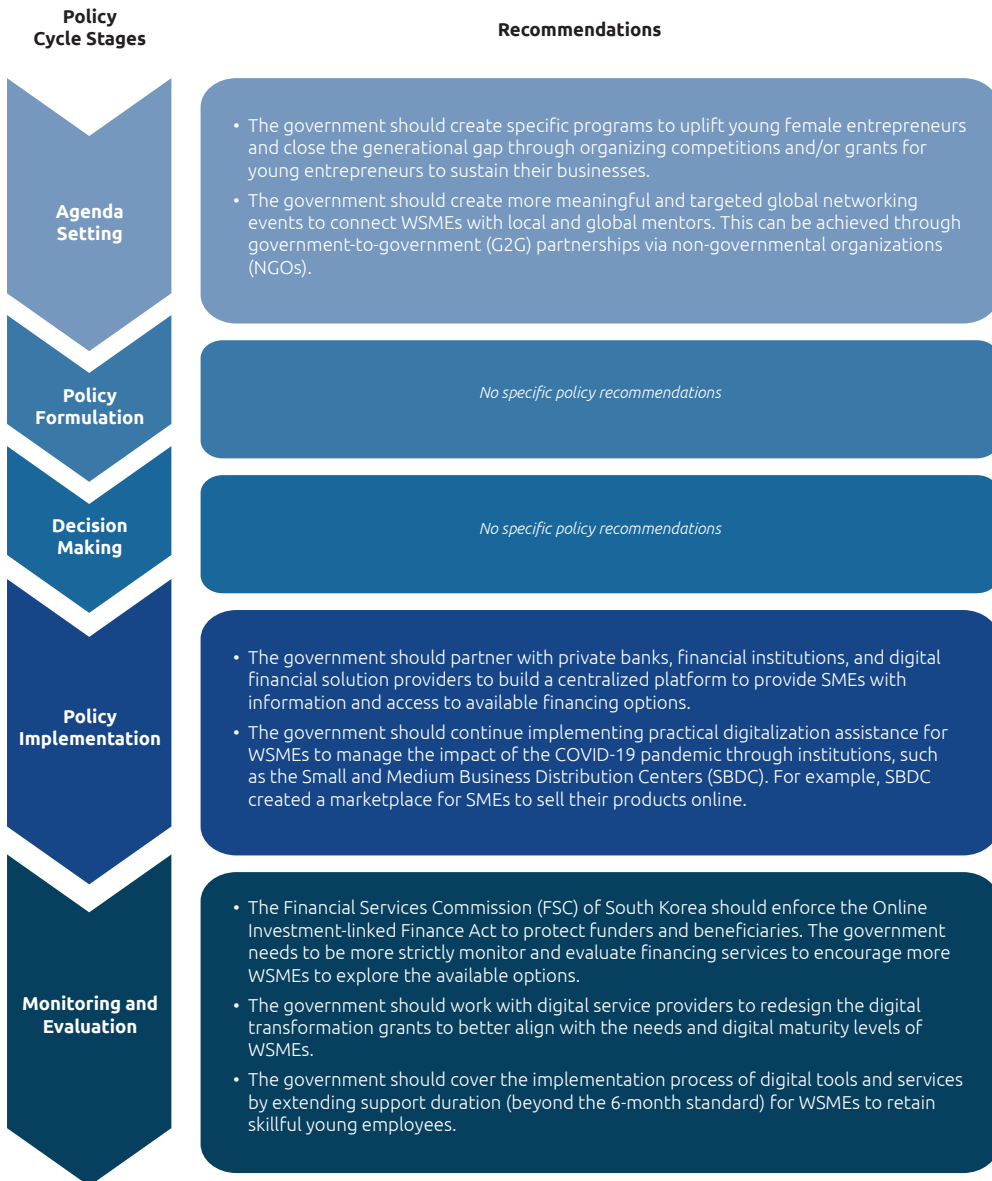 Policy
Cycle Stages
Recommendations
Agenda
Setting
• The government should create specific programs to uplift young female entrepreneurs
and close the generational gap through organizing competitions and/or grants for
young entrepreneurs to sustain their businesses.
• The government should create more meaningful and targeted global networking
events to connect WSMEs with local and global mentors. This can be achieved through
government-to-government (G2G) partnerships via non-governmental organizations
(NGOs).
Policy
Formulation
No specific policy recommendations
Decision
Making
No specific policy recommendations
Policy
Implementation
• The government should partner with private banks, financial institutions, and digital
financial solution providers to build a centralized platform to provide SMEs with
information and access to available financing options.
• The government should continue implementing practical digitalization assistance for
WSMEs to manage the impact of the COVID-19 pandemic through institutions, such
as the Small and Medium Business Distribution Centers (SBDC). For example, SBDC
created a marketplace for SMEs to sell their products online.
Monitoring and
Evaluation
• The Financial Services Commission (FSC) of South Korea should enforce the Online
Investment-linked Finance Act to protect funders and beneficiaries. The government
needs to be more strictly monitor and evaluate financing services to encourage more
WSMEs to explore the available options.
• The government should work with digital service providers to redesign the digital
transformation grants to better align with the needs and digital maturity levels of
WSMEs.
• The government should cover the implementation process of digital tools and services
by extending support duration (beyond the 6-month standard) for WSMEs to retain
skillful young employees.